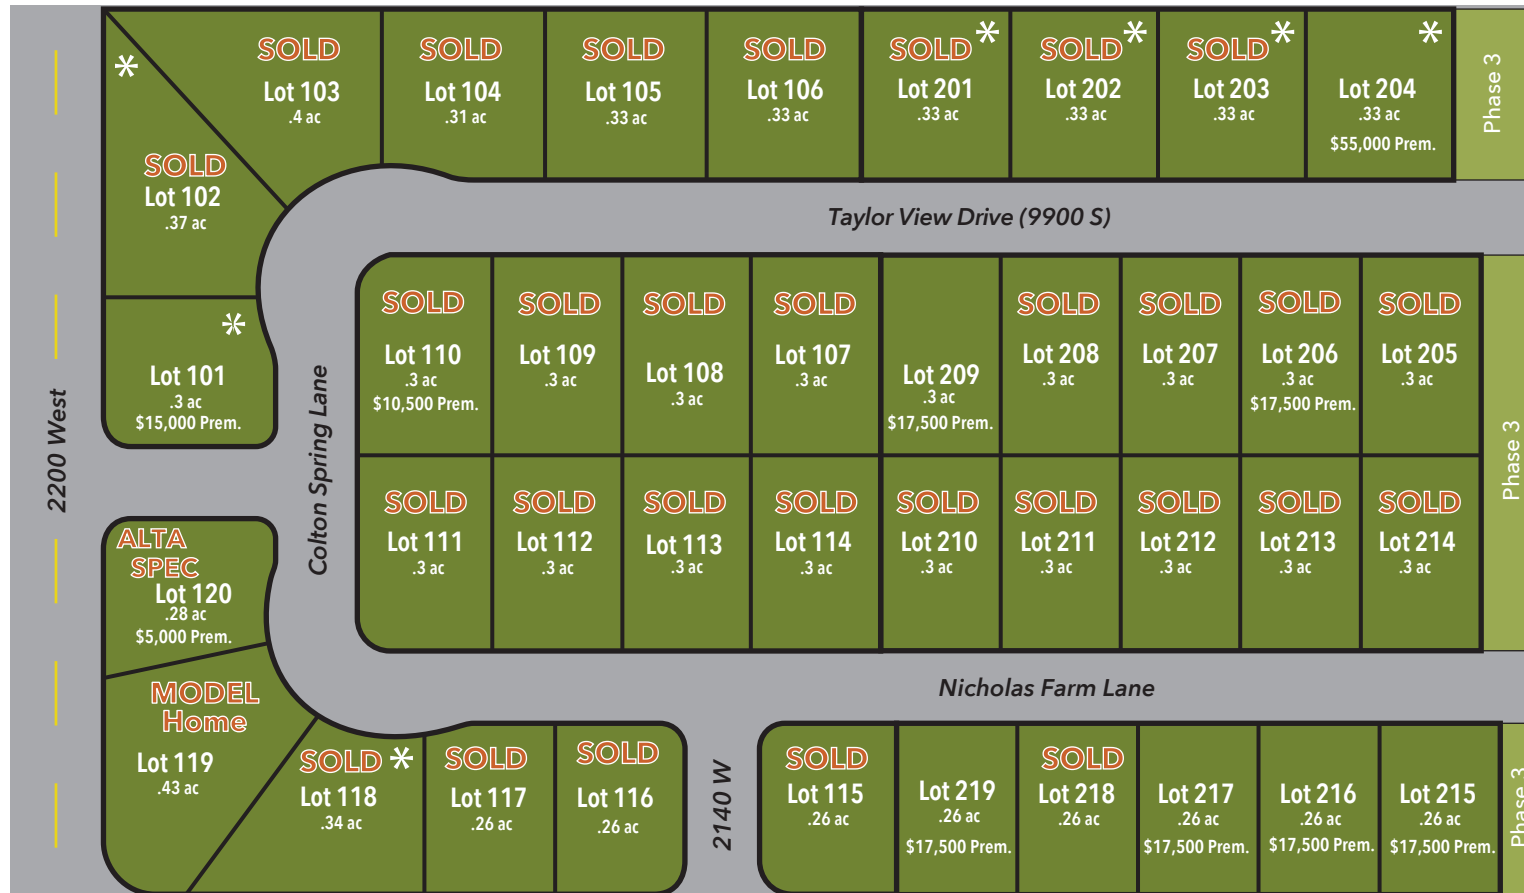 *
SOLD
Lot 103
.4 ac
SOLD
Lot 104
.31 ac
SOLD
Lot 105
.33 ac
SOLD
Lot 106
.33 ac
SOLD *
Lot 201
.33 ac
SOLD *
Lot 202
.33 ac
SOLD *
Lot 203
.33 ac
*
Lot 204
.33 ac
$55,000 Prem.
Phase 3
SOLD
Lot 102
.37 ac
Taylor View Drive (9900 S)
*
Lot 101
.3 ac
$15,000 Prem.
2200 West
Colton Spring Lane
SOLD
Lot 110
.3 ac
$10,500 Prem.
SOLD
Lot 109
.3 ac
SOLD
Lot 108
.3 ac
SOLD
Lot 107
.3 ac
Lot 209
.3 ac
$17,500 Prem.
SOLD
Lot 208
.3 ac
SOLD
Lot 207
.3 ac
SOLD
Lot 206
.3 ac
$17,500 Prem.
SOLD
Lot 205
.3 ac
Phase 3
SOLD
Lot 111
.3 ac
SOLD
Lot 112
.3 ac
SOLD
Lot 113
.3 ac
SOLD
Lot 114
.3 ac
SOLD
Lot 210
.3 ac
SOLD
Lot 211
.3 ac
SOLD
Lot 212
.3 ac
SOLD
Lot 213
.3 ac
SOLD
Lot 214
.3 ac
ALTA
SPEC
Lot 120
.28 ac
$5,000 Prem.
Nicholas Farm Lane
MODEL
Home
Lot 119
.43 ac
SOLD *
Lot 118
.34 ac
SOLD
Lot 117
.26 ac
SOLD
Lot 116
.26 ac
2140 W
SOLD
Lot 115
.26 ac
Lot 219
.26 ac
$17,500 Prem.
SOLD
Lot 218
.26 ac
Lot 217
.26 ac
$17,500 Prem.
Lot 216
.26 ac
$17,500 Prem.
Lot 215
.26 ac
$17,500 Prem.
Phase 3